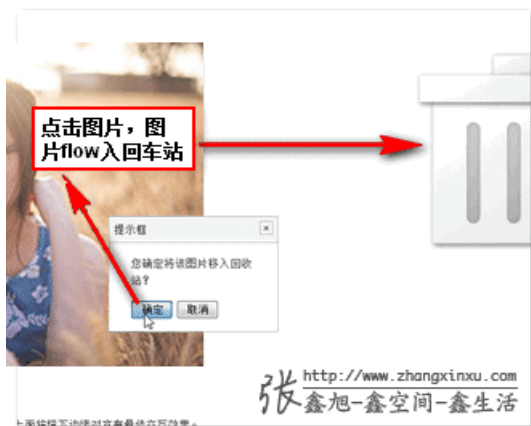 点击图片，图
片flow入回车站
提示框
您确定将该图片移入回收
站？
确定 取消
http://www.zhangxinxu.com
张鑫旭-鑫空间-鑫生活